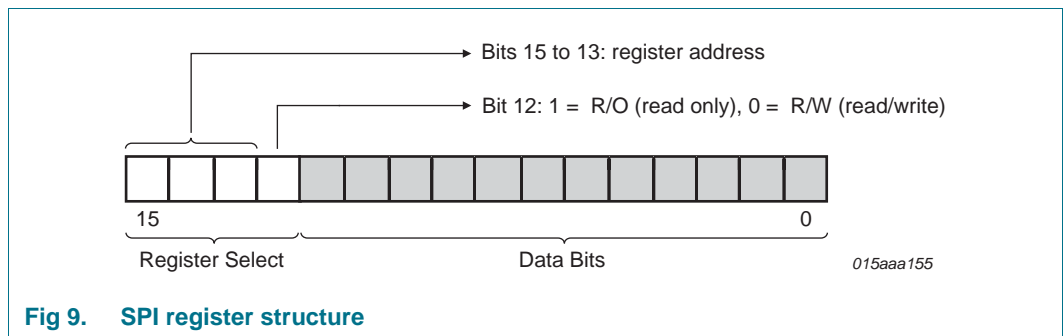 Bits 15 to 13: register address
Bit 12: 1 = R/O (read only), 0 = R/W (read/write)
15
0
Register Select
Data Bits
015aaa155
Fig 9. SPI register structure